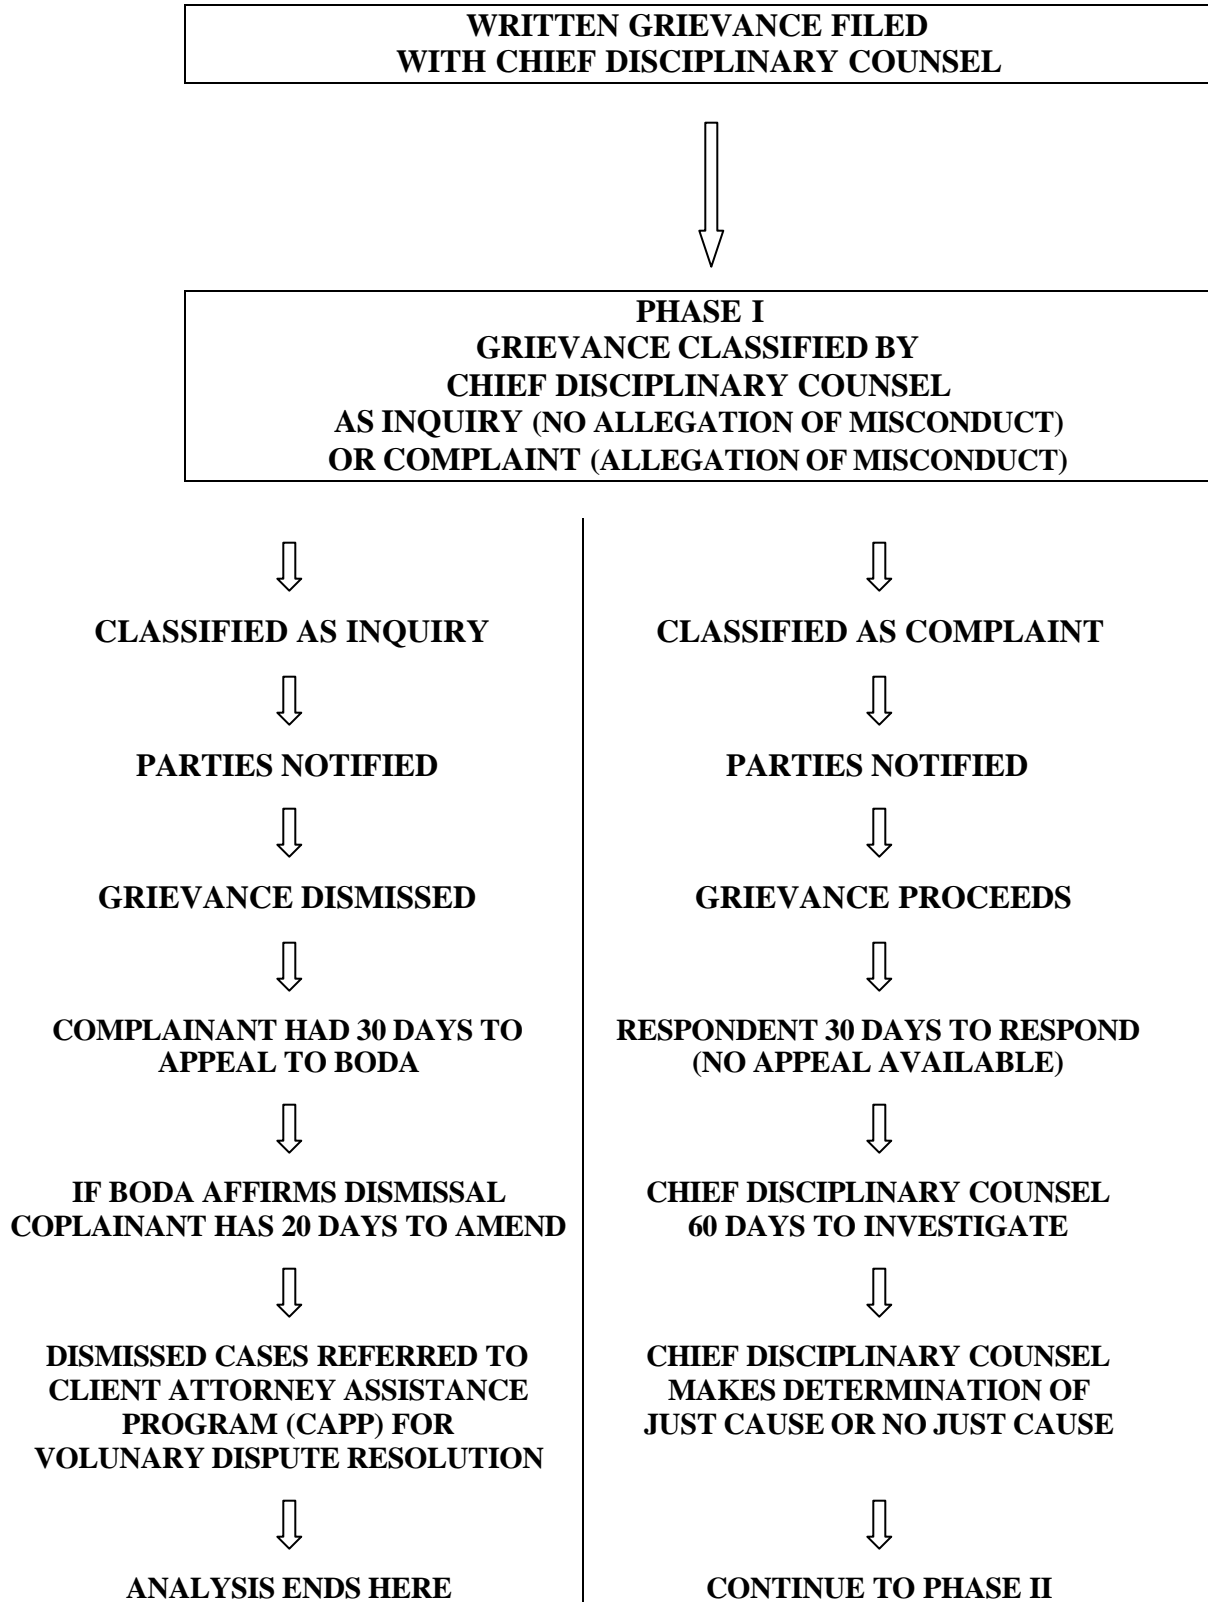 WRITTEN GRIEVANCE FILED
WITH CHIEF DISCIPLINARY COUNSEL
PHASE I
GRIEVANCE CLASSIFIED BY
CHIEF DISCIPLINARY COUNSEL
AS INQUIRY (NO ALLEGATION OF MISCONDUCT)
OR COMPLAINT (ALLEGATION OF MISCONDUCT)
CLASSIFIED AS INQUIRY
PARTIES NOTIFIED
GRIEVANCE DISMISSED
COMPLAINANT HAD 30 DAYS TO
APPEAL TO BODA
IF BODA AFFIRMS DISMISSAL
COPLAINANT HAS 20 DAYS TO AMEND
DISMISSED CASES REFERRED TO
CLIENT ATTORNEY ASSISTANCE
PROGRAM (CAPP) FOR
VOLUNARY DISPUTE RESOLUTION
ANALYSIS ENDS HERE
CLASSIFIED AS COMPLAINT
PARTIES NOTIFIED
GRIEVANCE PROCEEDS
RESPONDENT 30 DAYS TO RESPOND
(NO APPEAL AVAILABLE)
CHIEF DISCIPLINARY COUNSEL
60 DAYS TO INVESTIGATE
CHIEF DISCIPLINARY COUNSEL
MAKES DETERMINATION OF
JUST CAUSE OR NO JUST CAUSE
CONTINUE TO PHASE II